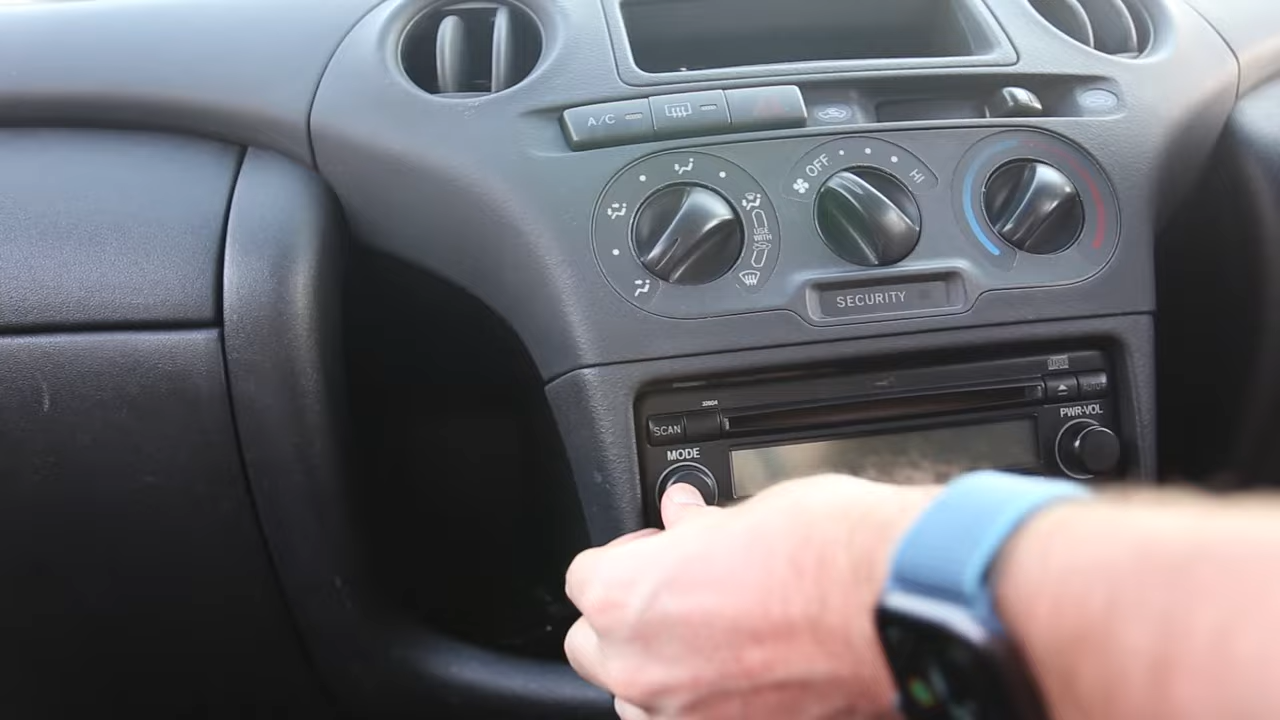 A/C
OFF
HI
USE
WITH
SECURITY
SCAN
MODE
PWR-VOL